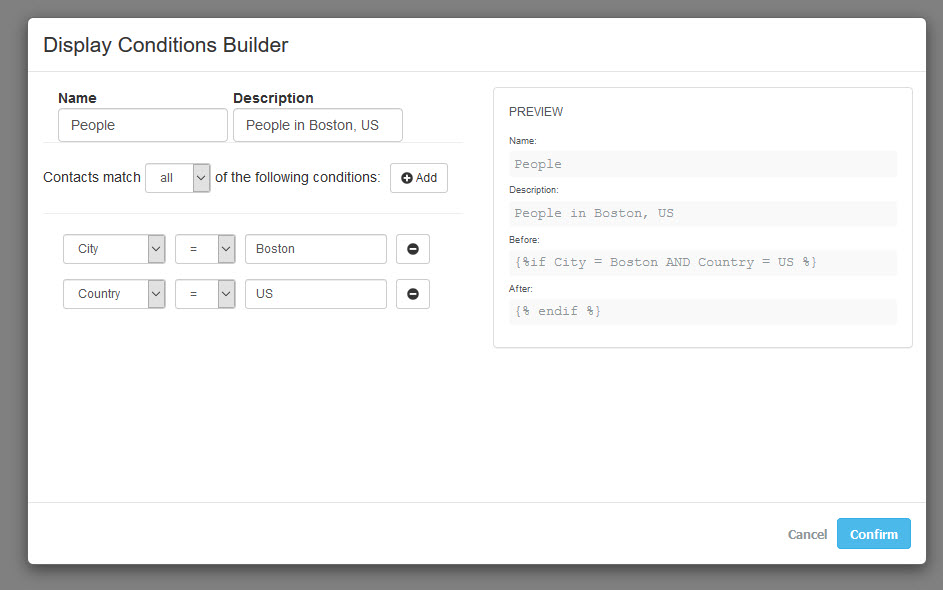 Display Conditions Builder
Name Description
People People in Boston, US
Contacts match all of the following conditions: Add
City = Boston
Country = US
PREVIEW
Name:
People
Description:
People in Boston, US
Before:
{%if City = Boston AND Country = US %}
After:
{% endif %}
Cancel Confirm